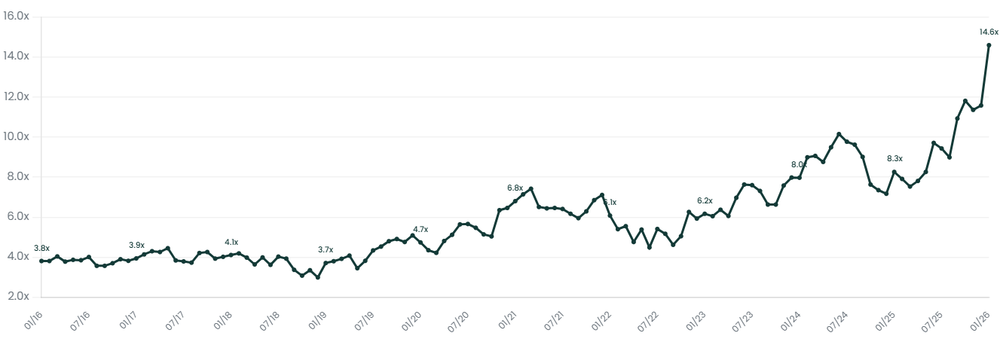 16.0x
14.6x
14.0x
12.0x
10.0x
8.0x
8.3x
8.0x
6.8x
6.1x
6.2x
6.0x
4.7x
3.8x
3.9x
4.1x
3.7x
4.0x
2.0x
01/16 07/16 01/17 07/17 01/18 07/18 01/19 07/19 01/20 07/20 01/21 07/21 01/22 07/22 01/23 07/23 01/24 07/24 01/25 07/25 01/26